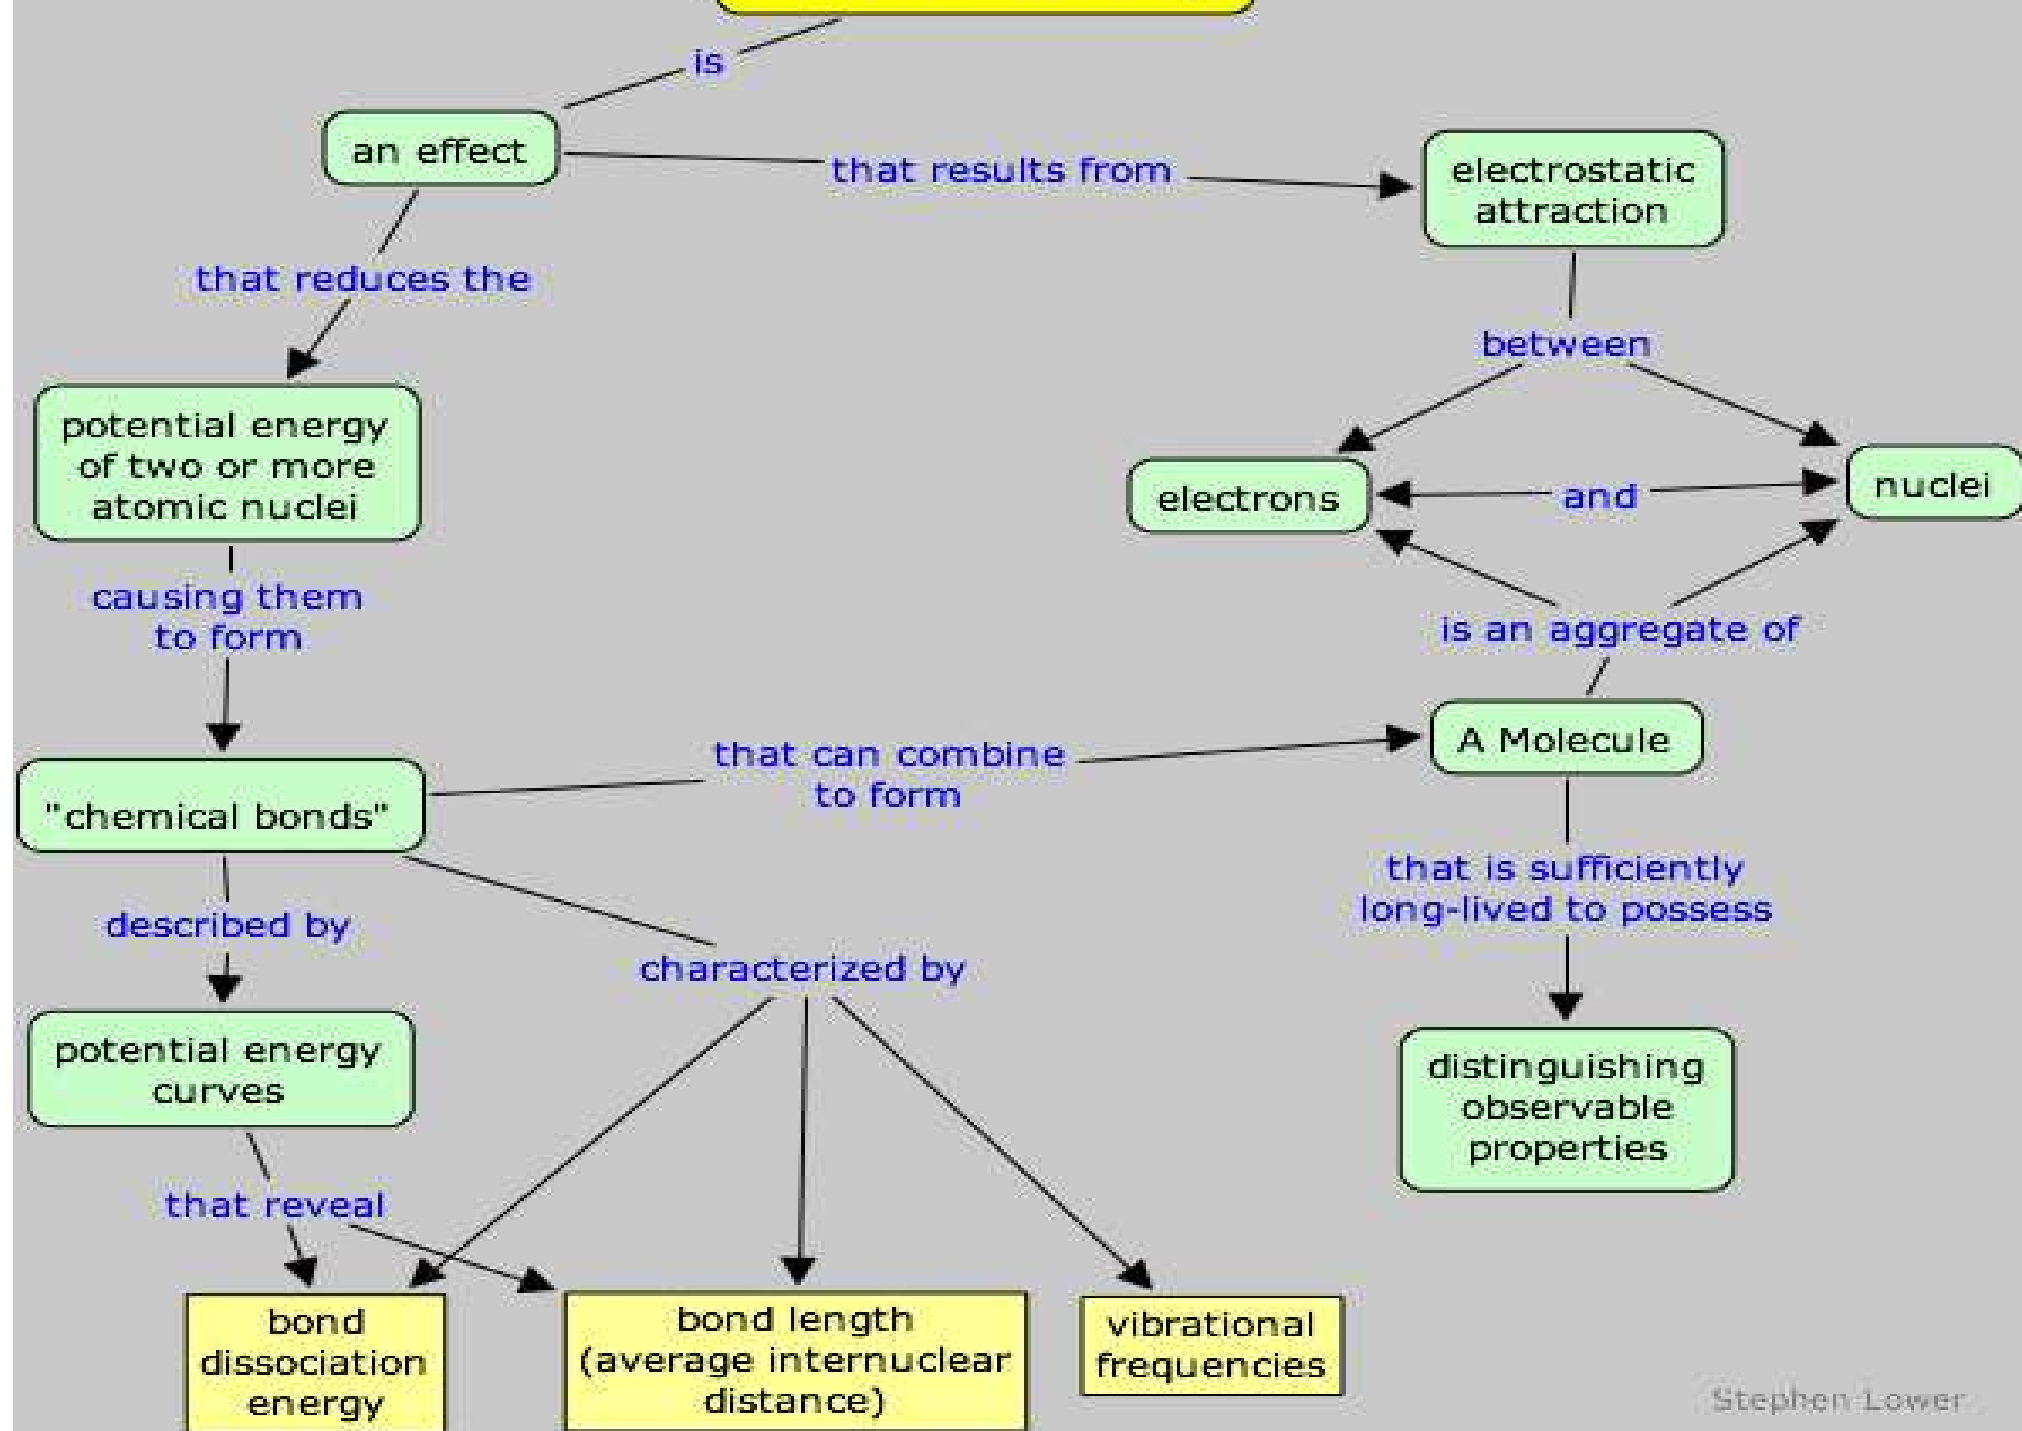 is
an effect
that results from
electrostatic
attraction
that reduces the
between
potential energy
of two or more
atomic nuclei
electrons
and
nuclei
causing them
to form
is an aggregate of
A Molecule
that can combine
to form
"chemical bonds"
that is sufficiently
long-lived to possess
described by
characterized by
potential energy
curves
distinguishing
observable
properties
that reveal
bond
dissociation
energy
bond length
(average internuclear
distance)
vibrational
frequencies
Stephen Lower